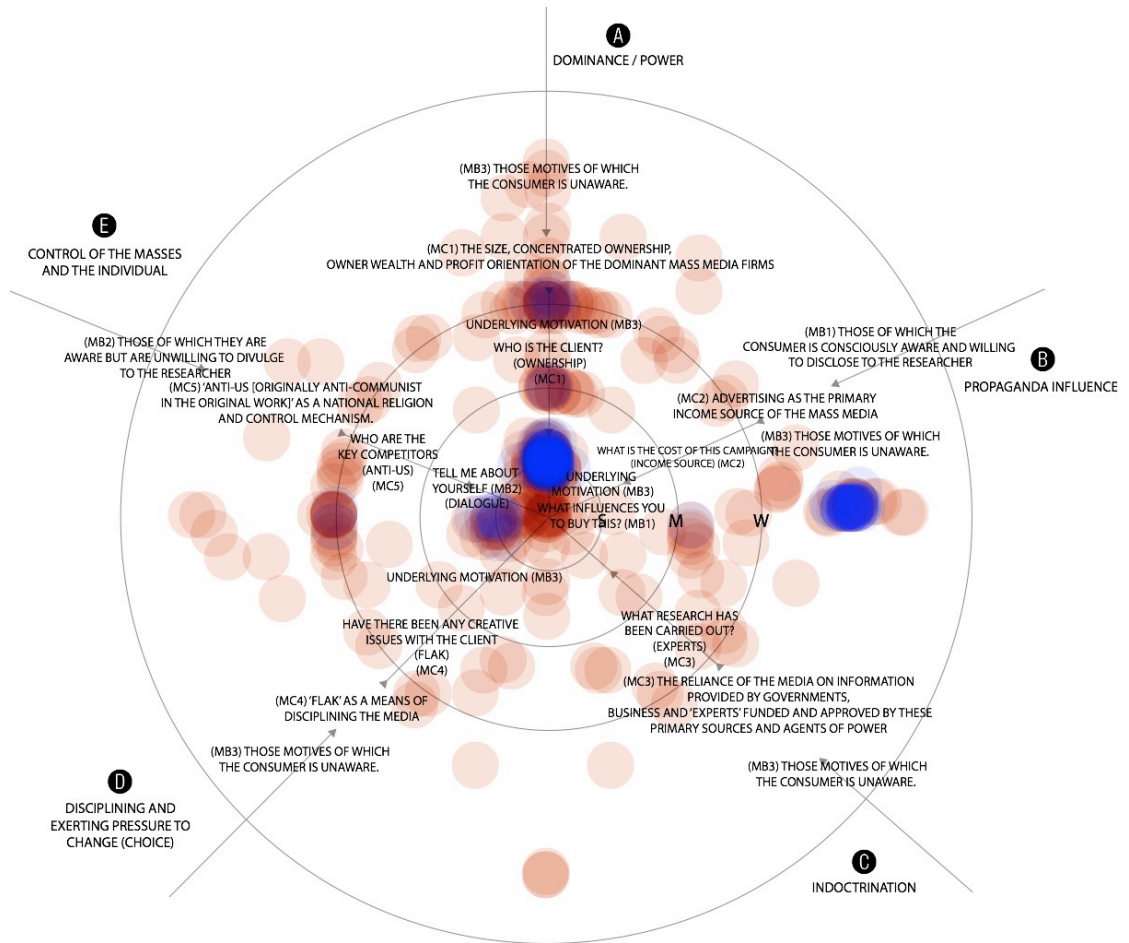 A
DOMINANCE / POWER
(MB3) THOSE MOTIVES OF WHICH
THE CONSUMER IS UNAWARE.
E
CONTROL OF THE MASSES
AND THE INDIVIDUAL
(MC1) THE SIZE, CONCENTRATED OWNERSHIP,
OWNER WEALTH AND PROFIT ORIENTATION OF THE DOMINANT MASS MEDIA FIRMS
UNDERLYING MOTIVATION (MB3)
(MB1) THOSE OF WHICH THE
CONSUMER IS CONSCIOUSLY AWARE AND WILLING
TO DISCLOSE TO THE RESEARCHER
B
PROPAGANDA INFLUENCE
(MB2) THOSE OF WHICH THEY ARE
AWARE BUT ARE UNWILLING TO DIVULGE
TO THE RESEARCHER
WHO IS THE CLIENT?
(OWNERSHIP)
(MC1)
(MC5) 'ANTI-US [ORIGINALLY ANTI-COMMUNIST
IN THE ORIGINAL WORK]' AS A NATIONAL RELIGION
AND CONTROL MECHANISM.
(MC2) ADVERTISING AS THE PRIMARY
INCOME SOURCE OF THE MASS MEDIA
(MB3) THOSE MOTIVES OF WHICH
THE CONSUMER IS UNAWARE.
WHO ARE THE
KEY COMPETITORS
(ANTI-US)
(MC5)
WHAT IS THE COST OF THIS CAMPAIGN
(INCOME SOURCE) (MC2)
TELL ME ABOUT
YOURSELF (MB2)
(DIALOGUE)
UNDERLYING
MOTIVATION (MB3)
WHAT INFLUENCES YOU
TO BUY THIS? (MB1)
S
M
W
UNDERLYING MOTIVATION (MB3)
HAVE THERE BEEN ANY CREATIVE
ISSUES WITH THE CLIENT
(FLAK)
(MC4)
WHAT RESEARCH HAS
BEEN CARRIED OUT?
(EXPERTS)
(MC3)
(MC3) THE RELIANCE OF THE MEDIA ON INFORMATION
PROVIDED BY GOVERNMENTS,
BUSINESS AND 'EXPERTS' FUNDED AND APPROVED BY THESE
PRIMARY SOURCES AND AGENTS OF POWER
(MC4) 'FLAK' AS A MEANS OF
DISCIPLINING THE MEDIA
(MB3) THOSE MOTIVES OF WHICH
THE CONSUMER IS UNAWARE.
(MB3) THOSE MOTIVES OF WHICH
THE CONSUMER IS UNAWARE.
D
DISCIPLINING AND
EXERTING PRESSURE TO
CHANGE (CHOICE)
C
INDOCTRINATION